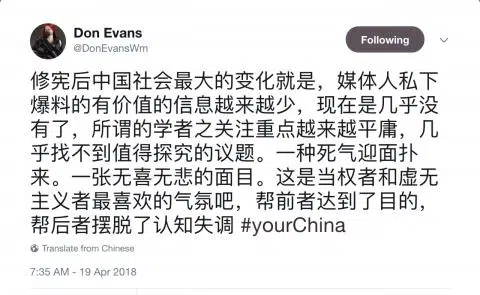 Don Evans
@DonEvansWm
Following
修宪后中国社会最大的变化就是，媒体人私下
爆料的有价值的信息越来越少，现在是几乎没
有了，所谓的学者之关注重点越来越平庸，几
乎找不到值得探究的议题。一种死气迎面扑
来。一张无喜无悲的面目。这是当权者和虚无
主义者最喜欢的气氛吧，帮前者达到了目的，
帮后者摆脱了认知失调 #yourChina
Translate from Chinese
7:35 AM - 19 Apr 2018